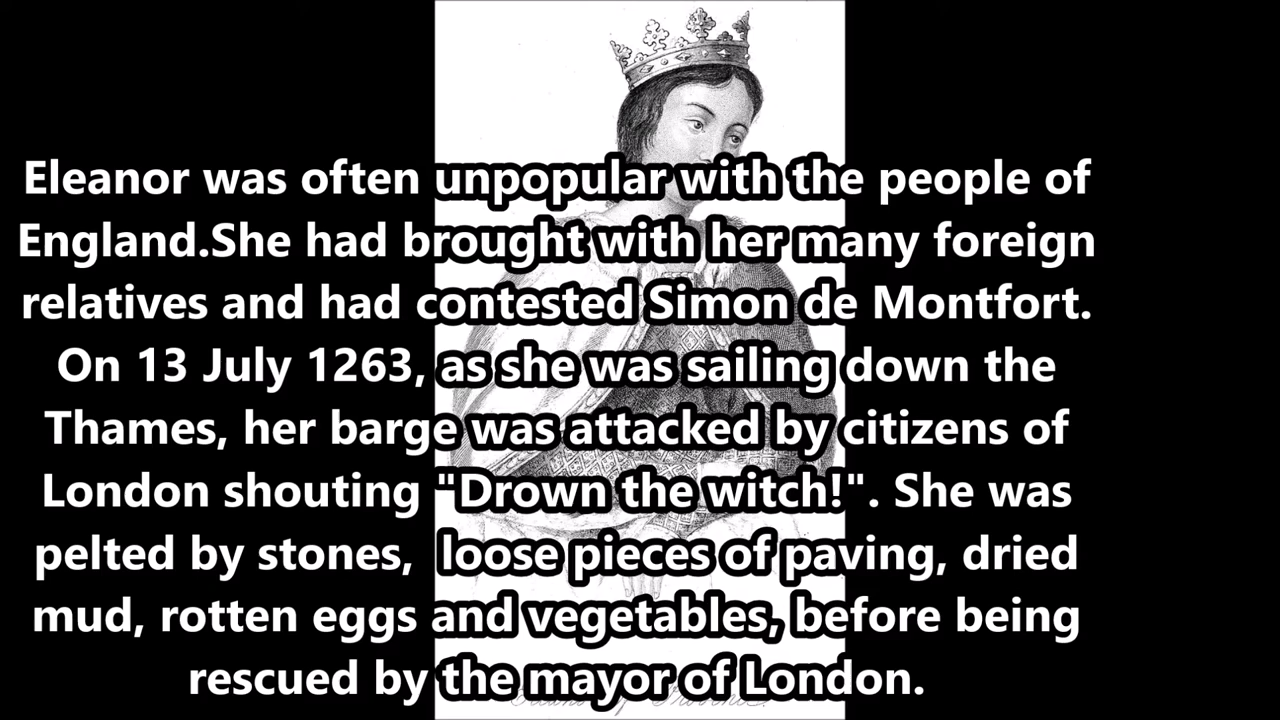 Eleanor was often unpopular with the people of
England.She had brought with her many foreign
relatives and had contested Simon de Montfort.
On 13 July 1263, as she was sailing down the
Thames, her barge was attacked by citizens of
London shouting "Drown the witch!". She was
pelted by stones,  loose pieces of paving, dried
mud, rotten eggs and vegetables, before being
rescued by the mayor of London.